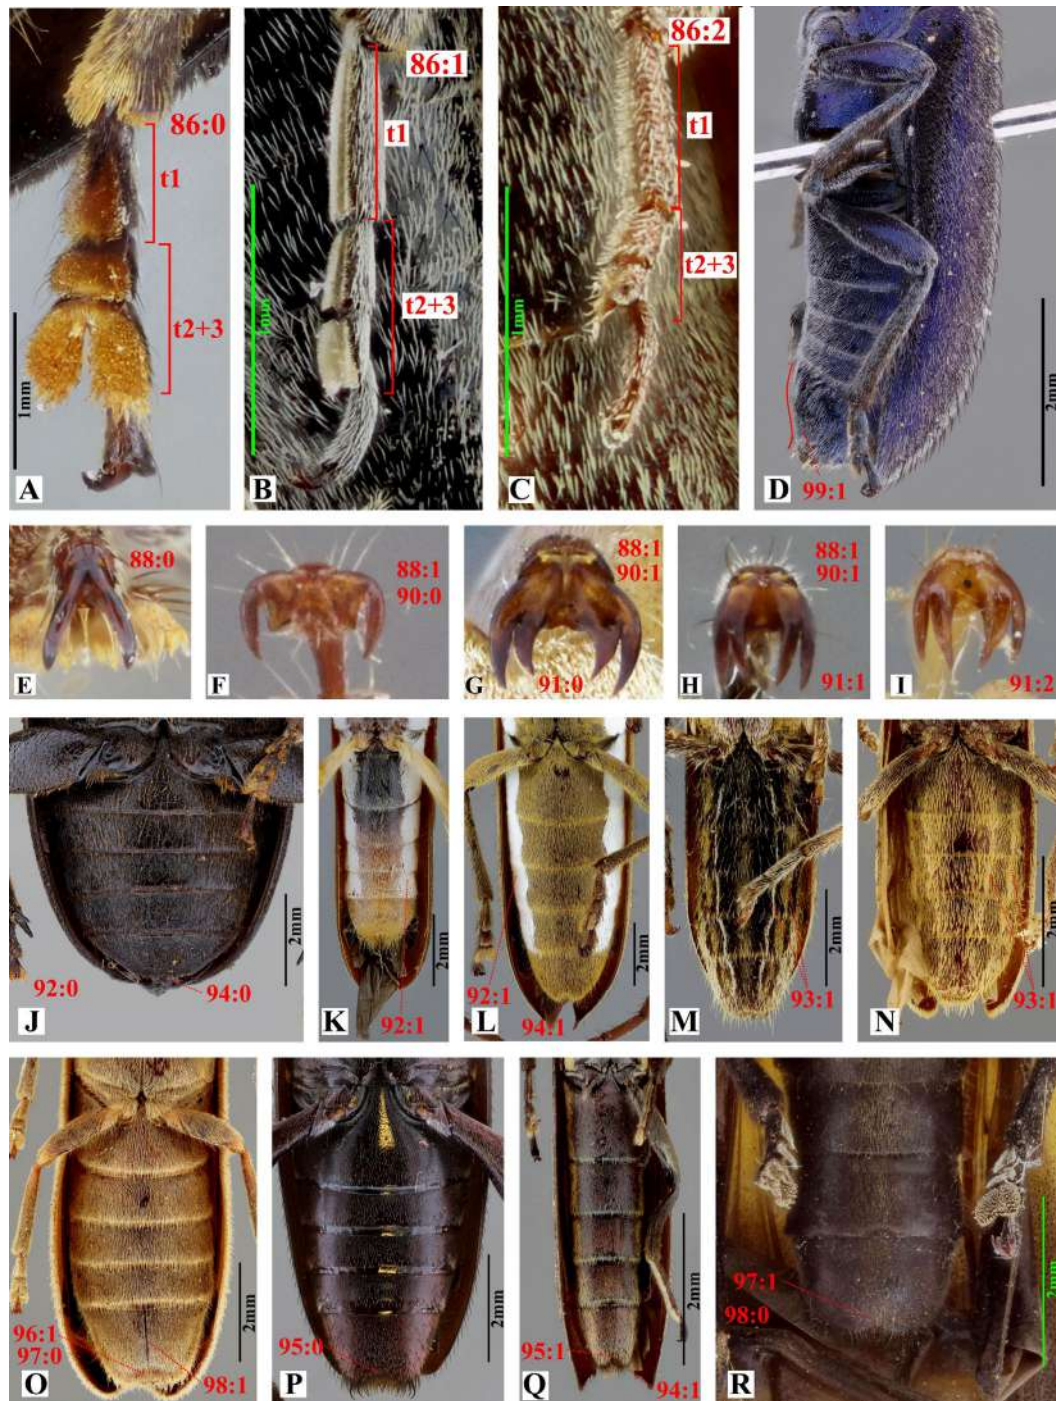 86:0
t1
t2+3
1mm
A
86:1
t1
t2+3
1mm
B
86:2
t1
t2+3
1mm
C
99:1
2mm
D
88:0
E
88:1
90:0
F
88:1
90:1
91:0
G
88:1
90:1
91:1
H
91:2
I
92:0
94:0
2mm
J
92:1
2mm
K
92:1
94:1
2mm
L
93:1
2mm
M
93:1
2mm
N
96:1
97:0
98:1
2mm
O
95:0
2mm
P
95:1
94:1
2mm
Q
97:1
98:0
2mm
R